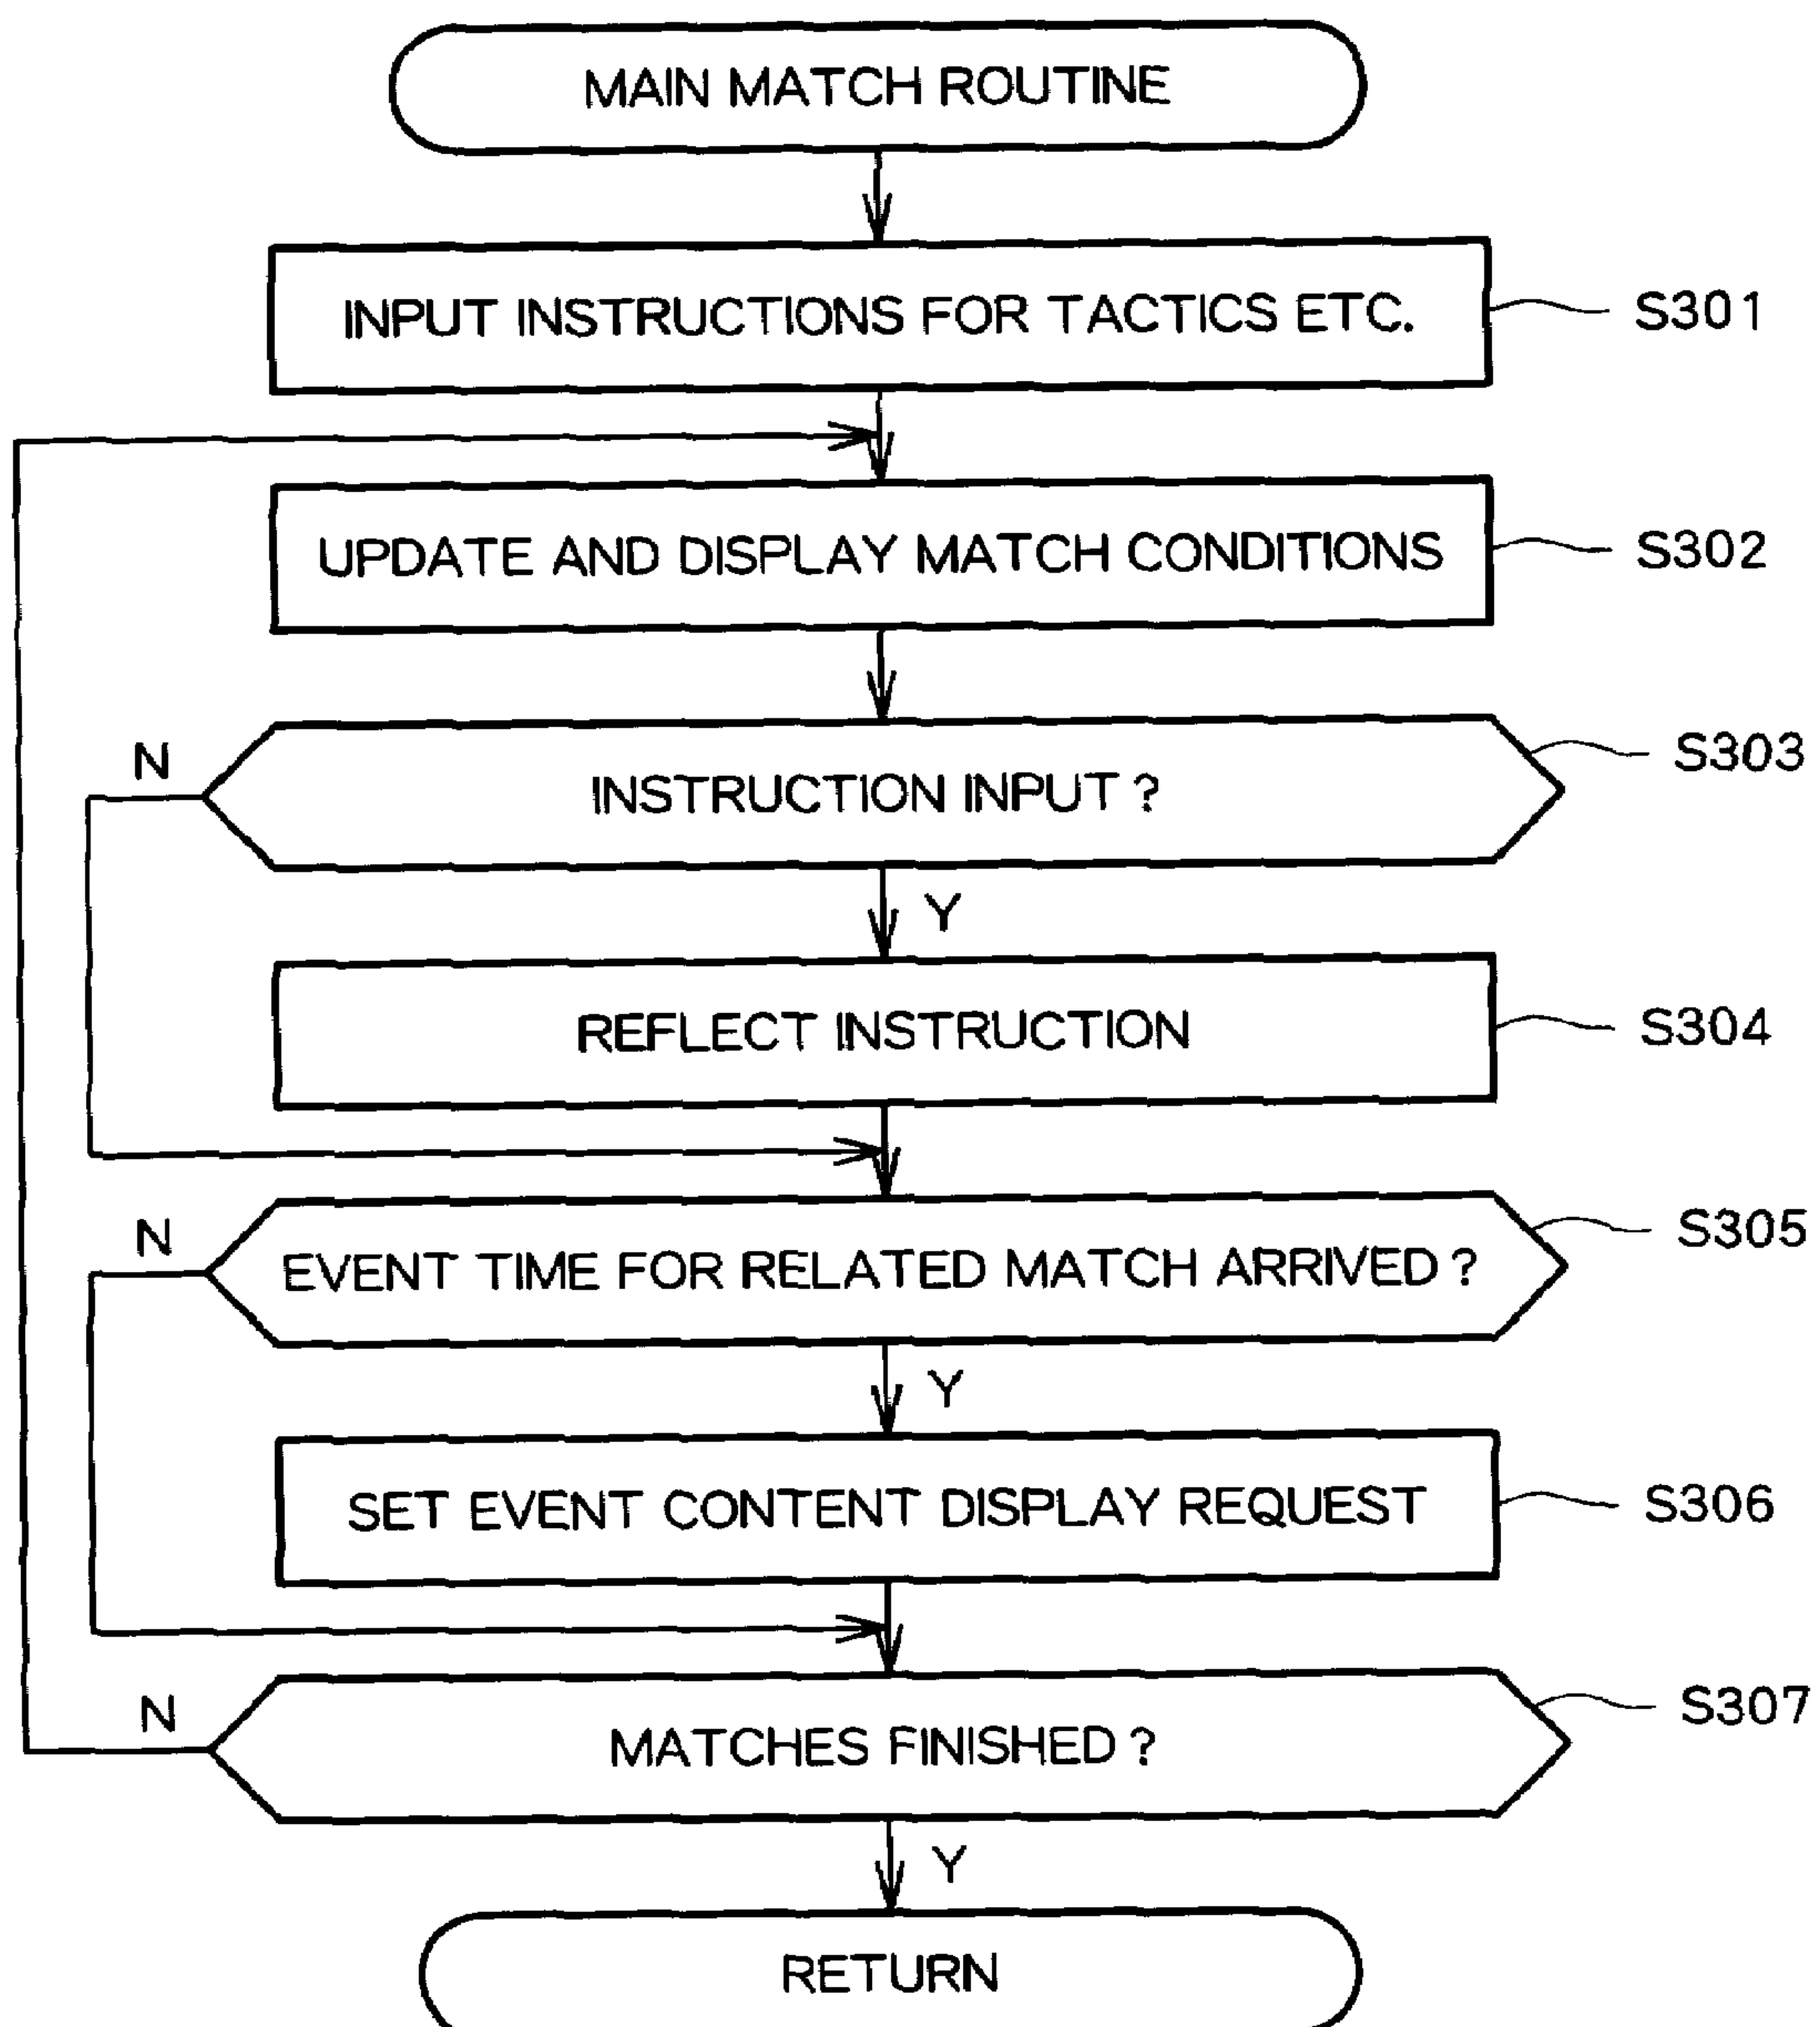 MAIN MATCH ROUTINE
INPUT INSTRUCTIONS FOR TACTICS ETC.
S301
UPDATE AND DISPLAY MATCH CONDITIONS
S302
N
INSTRUCTION INPUT ?
S303
Y
REFLECT INSTRUCTION
S304
N
EVENT TIME FOR RELATED MATCH ARRIVED ?
S305
Y
SET EVENT CONTENT DISPLAY REQUEST
S306
N
MATCHES FINISHED ?
S307
Y
RETURN